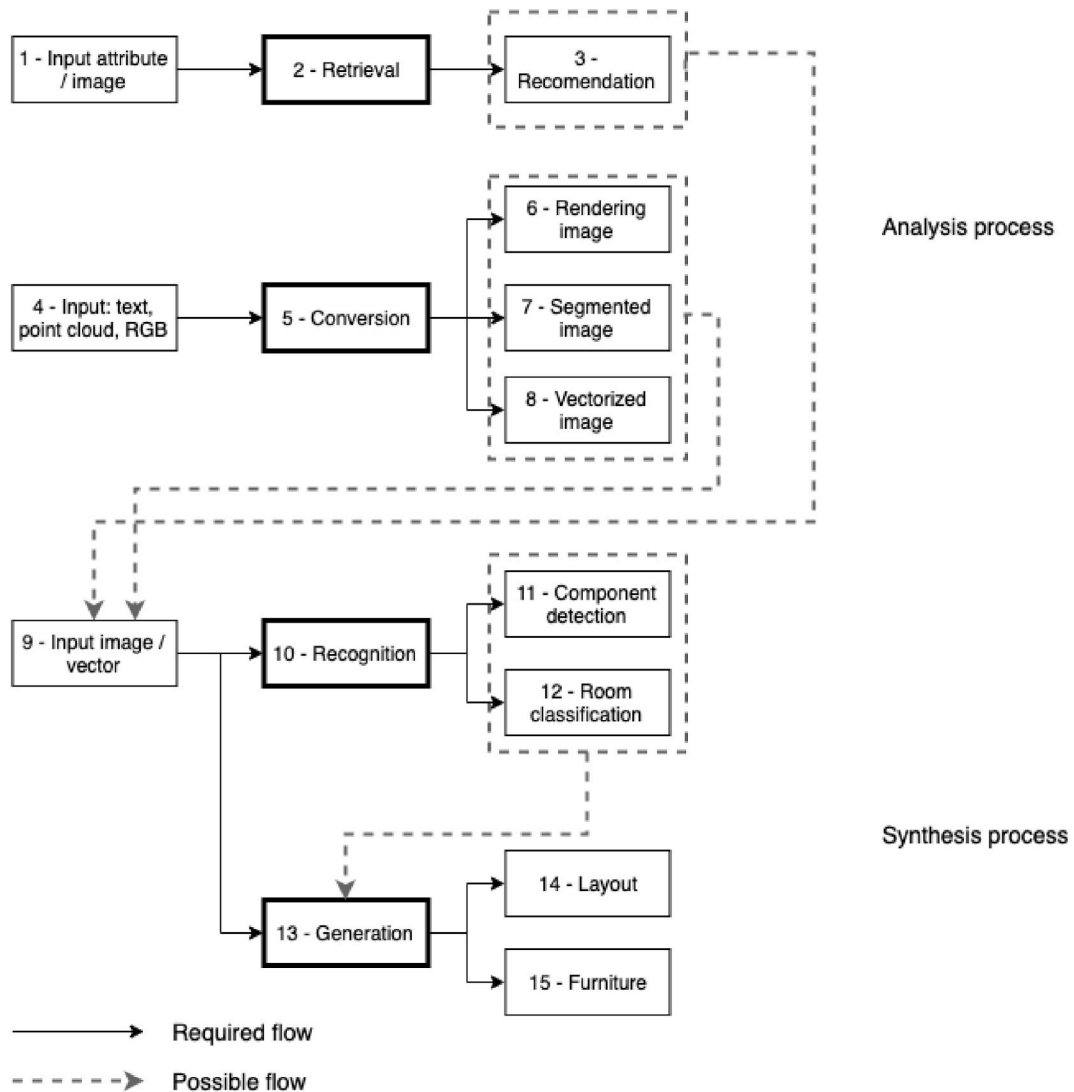 1 - Input attribute
/ image
2 - Retrieval
3 -
Recomendation
6 - Rendering
image
Analysis process
4 - Input: text,
point cloud, RGB
5 - Conversion
7 - Segmented
image
8 - Vectorized
image
11 - Component
detection
9 - Input image /
vector
10 - Recognition
12 - Room
classification
Synthesis process
14 - Layout
13 - Generation
15 - Furniture
Required flow
Possible flow